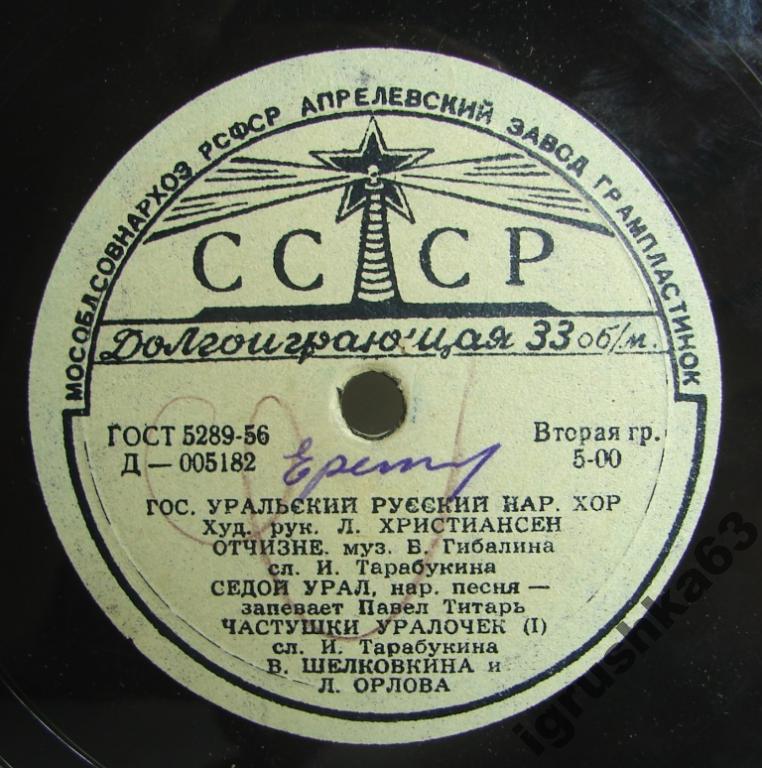 МОСОБЛСОВНАРХОЗ РСФСР АПРЕЛЕВСКИЙ ЗАВОД ГРАМПЛАСТИНОК
СССР
Долгоиграющая 33 об/м.
ГОСТ 5289-56
Д — 005182
Вторая гр.
5-00
ГОС. УРАЛЬСКИЙ РУССКИЙ НАР. ХОР
Худ. рук. Л. ХРИСТИАНСЕН
ОТЧИЗНЕ. муз. Б. Гибалина
сл. И. Тарабукина
СЕДОЙ УРАЛ, нар. песня —
запевает Павел Титарь
ЧАСТУШКИ УРАЛОЧЕК (I)
сл. И. Тарабукина
В. ШЕЛКОВКИНА и
Л. ОРЛОВА
igrushka63